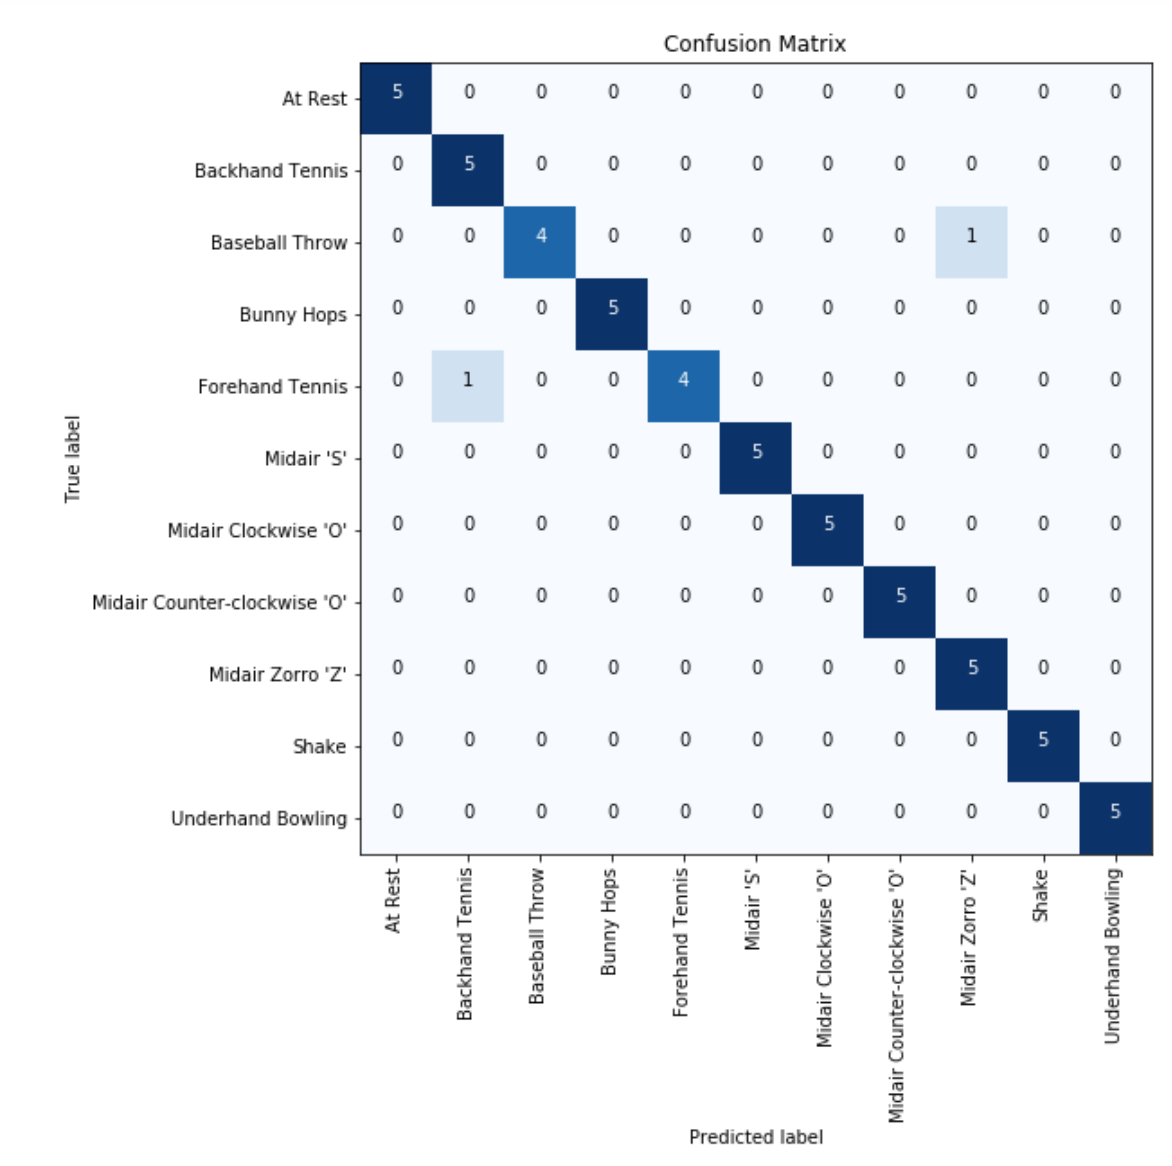 Confusion Matrix
At Rest 5 0 0 0 0 0 0 0 0 0 0
Backhand Tennis 0 5 0 0 0 0 0 0 0 0 0
Baseball Throw 0 0 4 0 0 0 0 0 1 0 0
Bunny Hops 0 0 0 5 0 0 0 0 0 0 0
Forehand Tennis 0 1 0 0 4 0 0 0 0 0 0
Midair 'S' 0 0 0 0 0 5 0 0 0 0 0
Midair Clockwise 'O' 0 0 0 0 0 0 5 0 0 0 0
Midair Counter-clockwise 'O' 0 0 0 0 0 0 0 5 0 0 0
Midair Zorro 'Z' 0 0 0 0 0 0 0 0 5 0 0
Shake 0 0 0 0 0 0 0 0 0 5 0
Underhand Bowling 0 0 0 0 0 0 0 0 0 0 5
True label
At Rest
Backhand Tennis
Baseball Throw
Bunny Hops
Forehand Tennis
Midair 'S'
Midair Clockwise 'O'
Midair Counter-clockwise 'O'
Midair Zorro 'Z'
Shake
Underhand Bowling
Predicted label